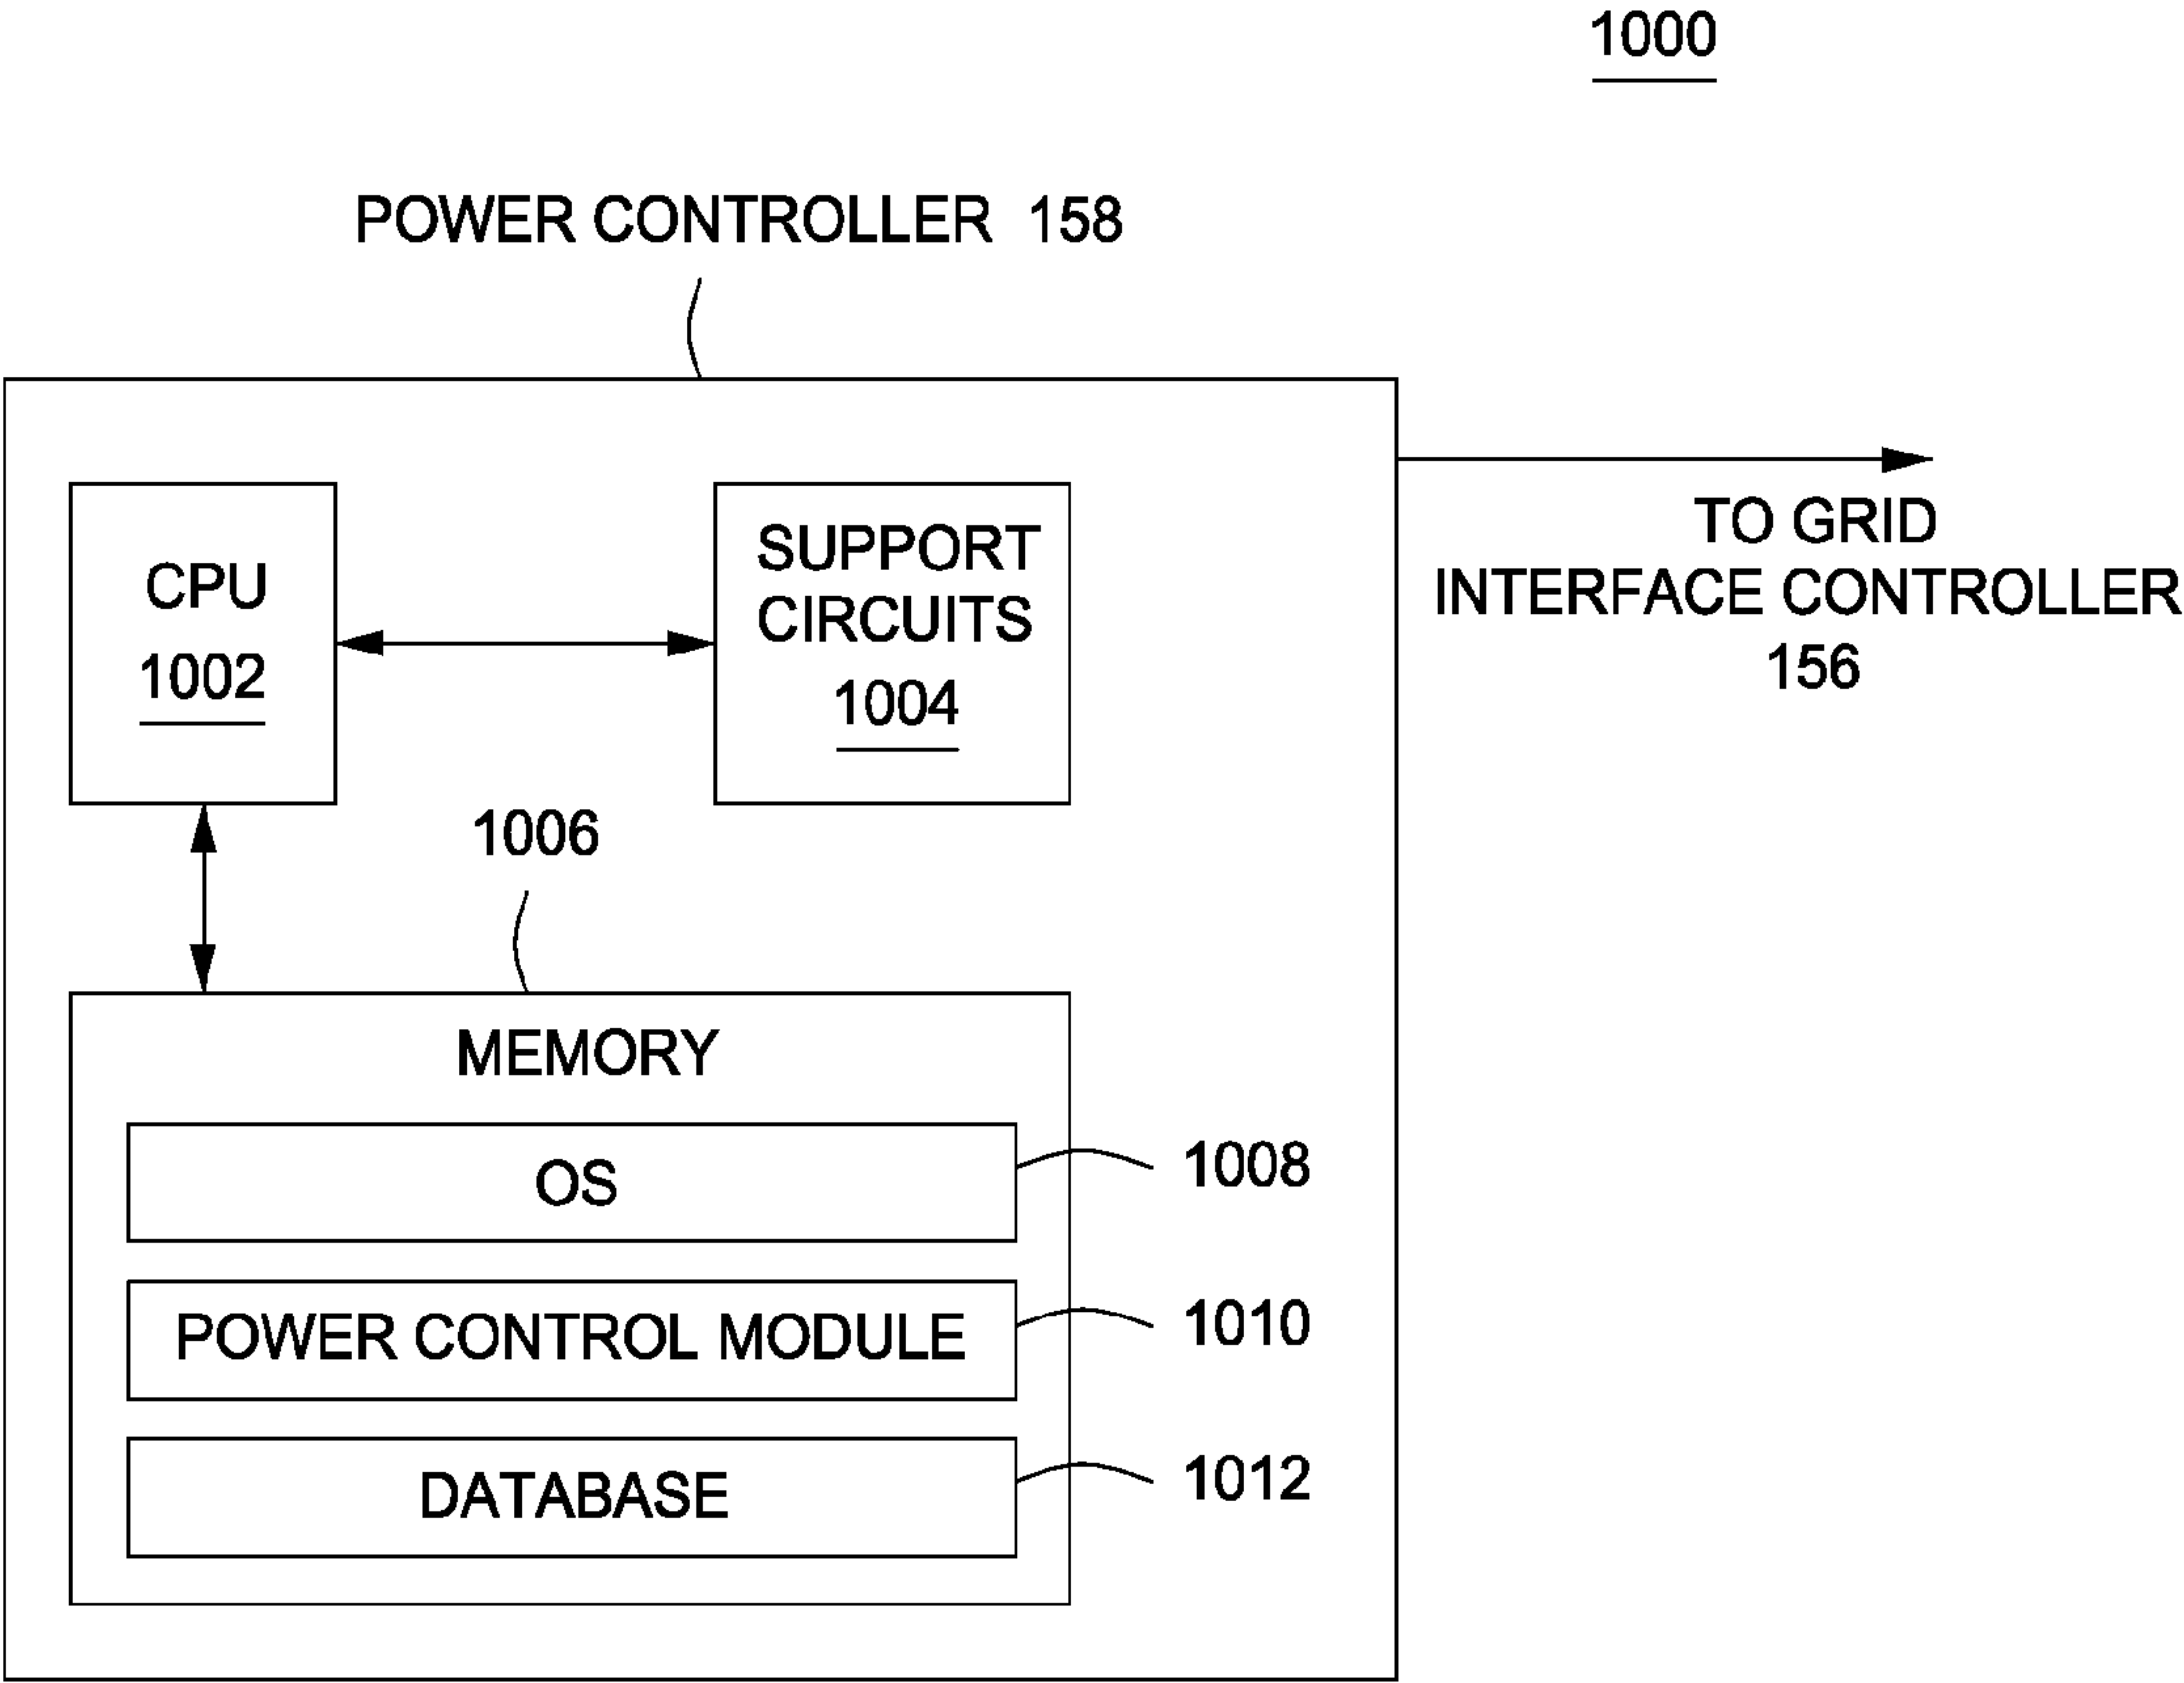 1000
POWER CONTROLLER 158
CPU
1002
SUPPORT
CIRCUITS
1004
TO GRID
INTERFACE CONTROLLER
156
1006
MEMORY
OS
1008
POWER CONTROL MODULE
1010
DATABASE
1012